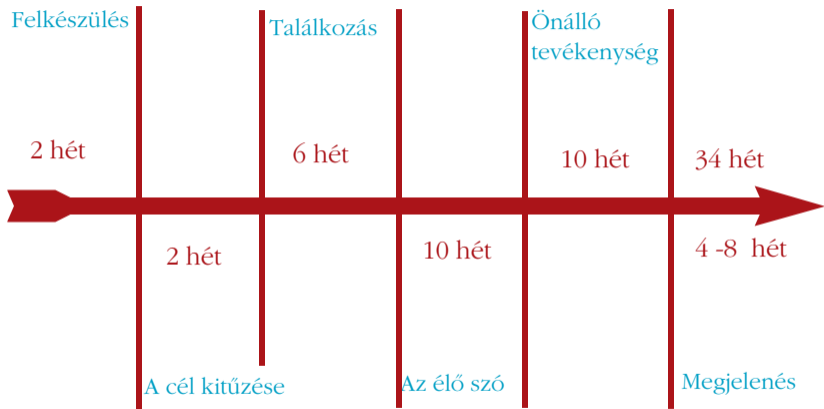 Felkészülés
Találkozás
Önálló
tevékenység
2 hét
6 hét
10 hét
34 hét
2 hét
10 hét
4 -8 hét
A cél kitűzése
Az élő szó
Megjelenés